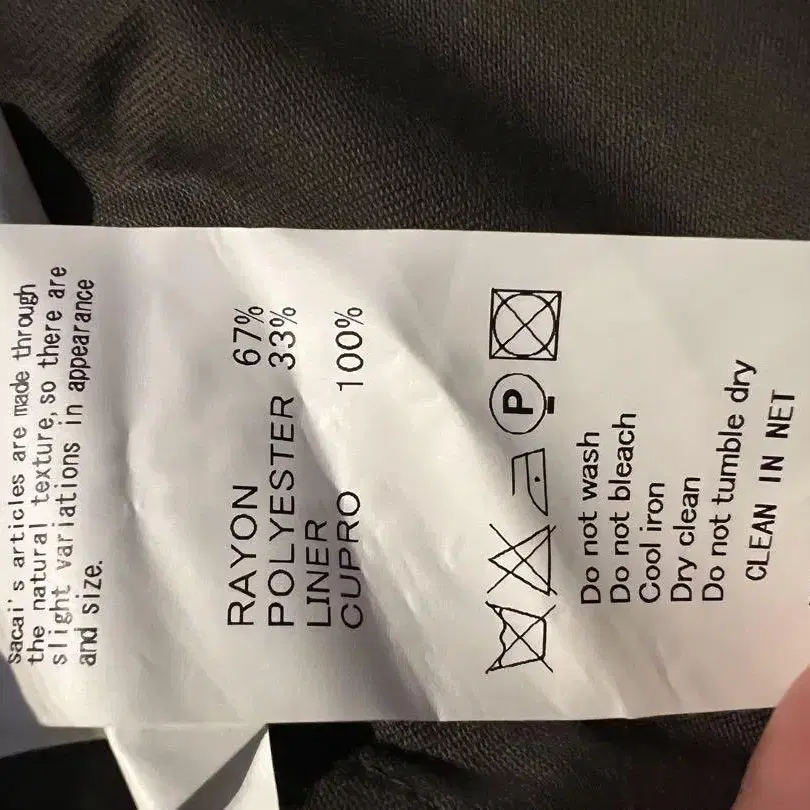 sacai's articles are made through
the natural texture, so there are
slight variations in appearance
and size.
RAYON 67%
POLYESTER 33%
LINER
CUPRO 100%
P
Do not wash
Do not bleach
Cool iron
Dry clean
Do not tumble dry
CLEAN IN NET